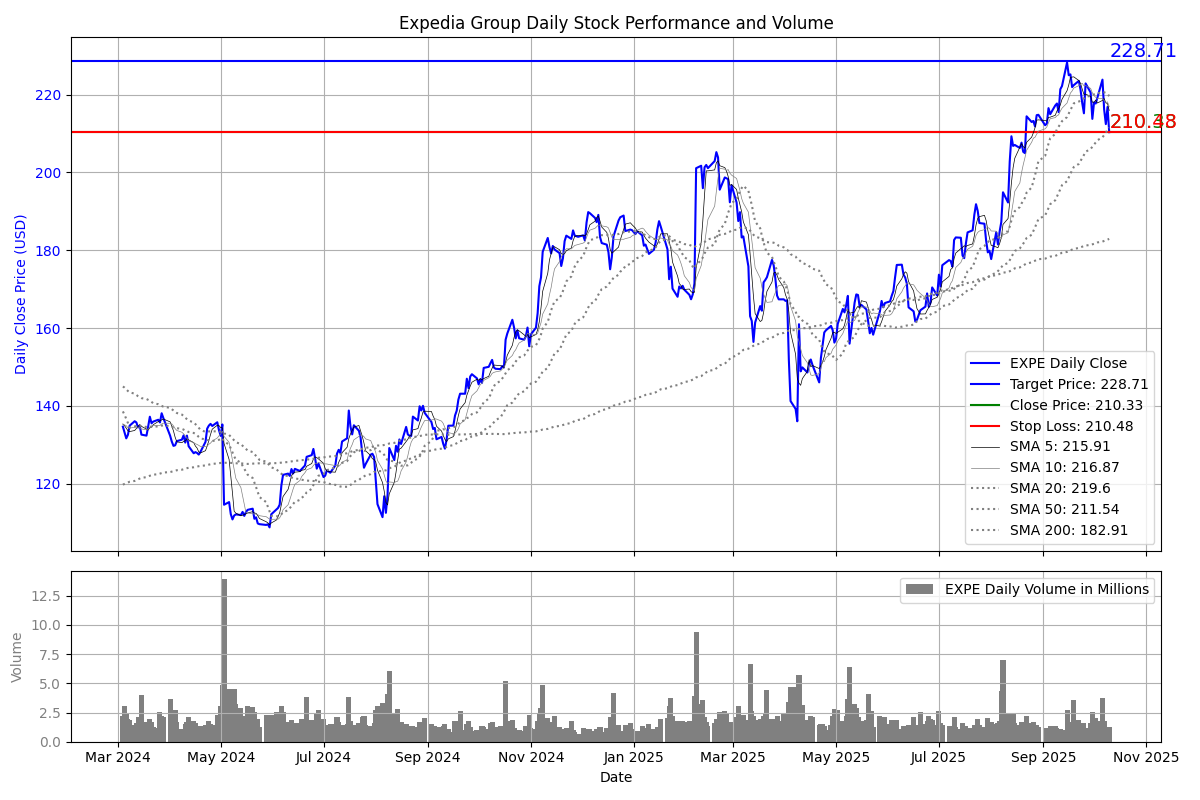 Expedia Group Daily Stock Performance and Volume
Daily Close Price (USD)
220
200
180
160
140
120
228.71
210.48
EXPE Daily Close
Target Price: 228.71
Close Price: 210.33
Stop Loss: 210.48
SMA 5: 215.91
SMA 10: 216.87
SMA 20: 219.6
SMA 50: 211.54
SMA 200: 182.91
Volume
12.5
10.0
7.5
5.0
2.5
0.0
EXPE Daily Volume in Millions
Mar 2024 May 2024 Jul 2024 Sep 2024 Nov 2024 Jan 2025 Mar 2025 May 2025 Jul 2025 Sep 2025 Nov 2025
Date